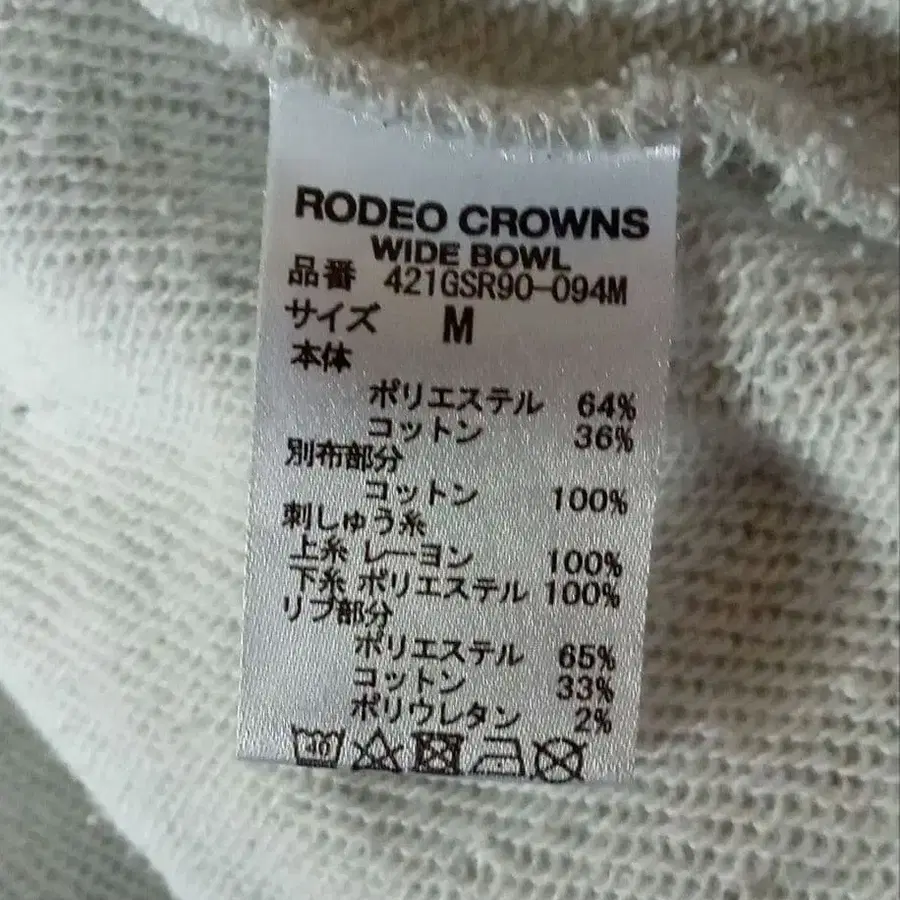 RODEO CROWNS
WIDE BOWL
品番 421GSR90-094M
サイズ M
本体
ポリエステル 64%
コットン 36%
別布部分
コットン 100%
刺しゅう糸
上糸 レーヨン 100%
下糸 ポリエステル 100%
リブ部分
ポリエステル 65%
コットン 33%
ポリウレタン 2%
40